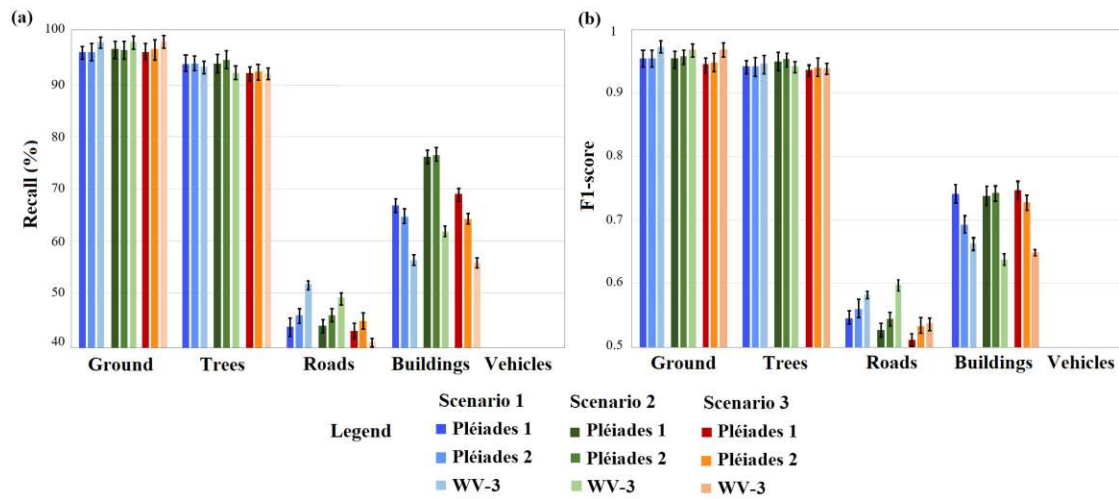 (a)
Recall (%)
100
90
80
70
60
50
40
Ground Trees Roads Buildings Vehicles
(b)
F1-score
1
0.9
0.8
0.7
0.6
0.5
Ground Trees Roads Buildings Vehicles
Legend
Scenario 1 Scenario 2 Scenario 3
Pléiades 1 Pléiades 1 Pléiades 1
Pléiades 2 Pléiades 2 Pléiades 2
WV-3 WV-3 WV-3